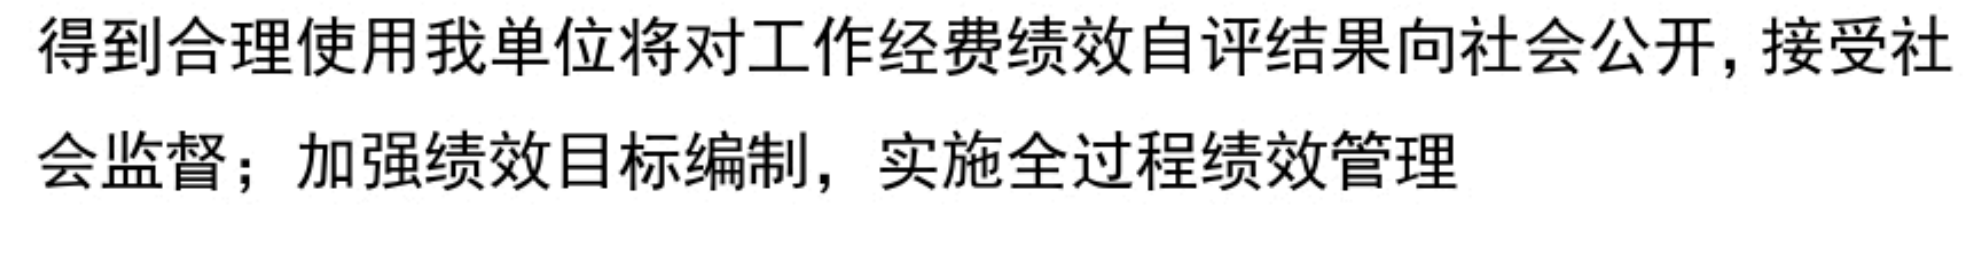 得到合理使用我单位将对工作经费绩效自评结果向社会公开，接受社
会监督；加强绩效目标编制，实施全过程绩效管理